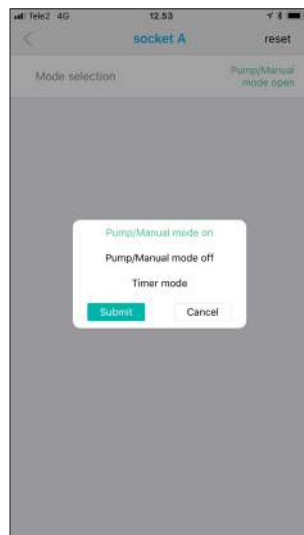 Tele2 4G 12.53
socket A reset
Mode selection Pump/Manual
mode open
Pump/Manual mode on
Pump/Manual mode off
Timer mode
Submit Cancel